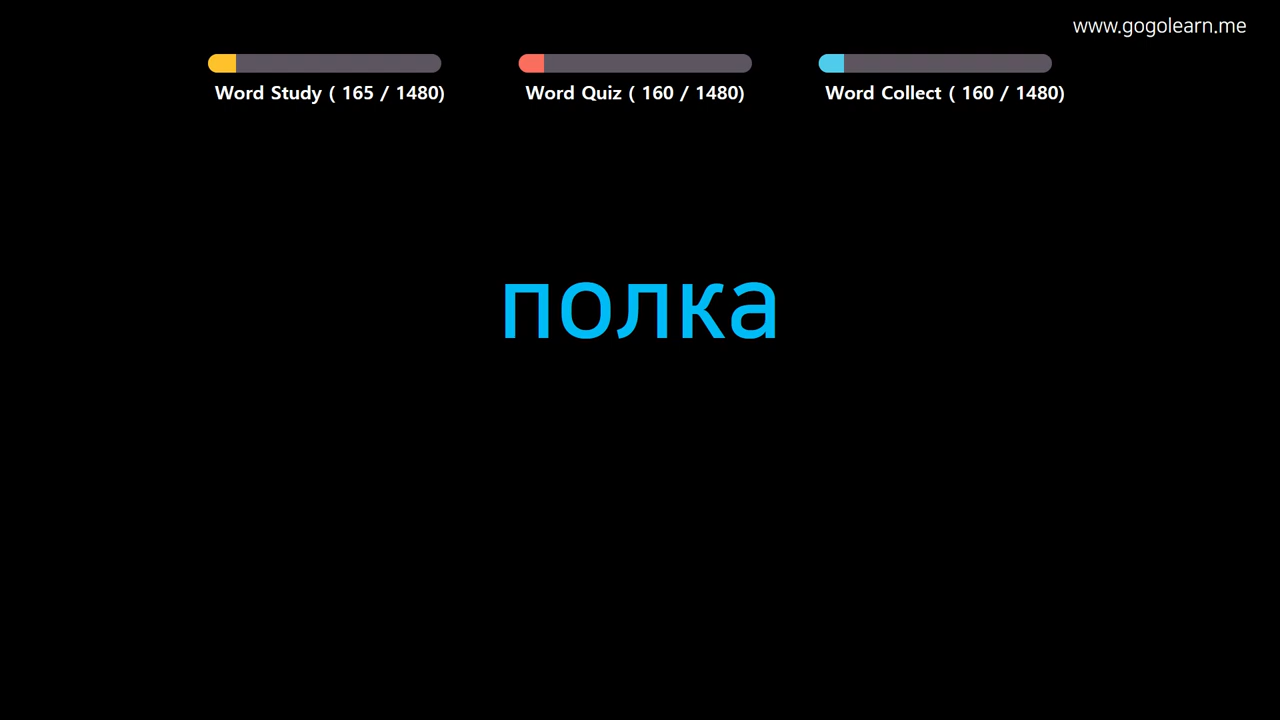 www.gogolearn.me
Word Study ( 165 / 1480)
Word Quiz ( 160 / 1480)
Word Collect ( 160 / 1480)
полка